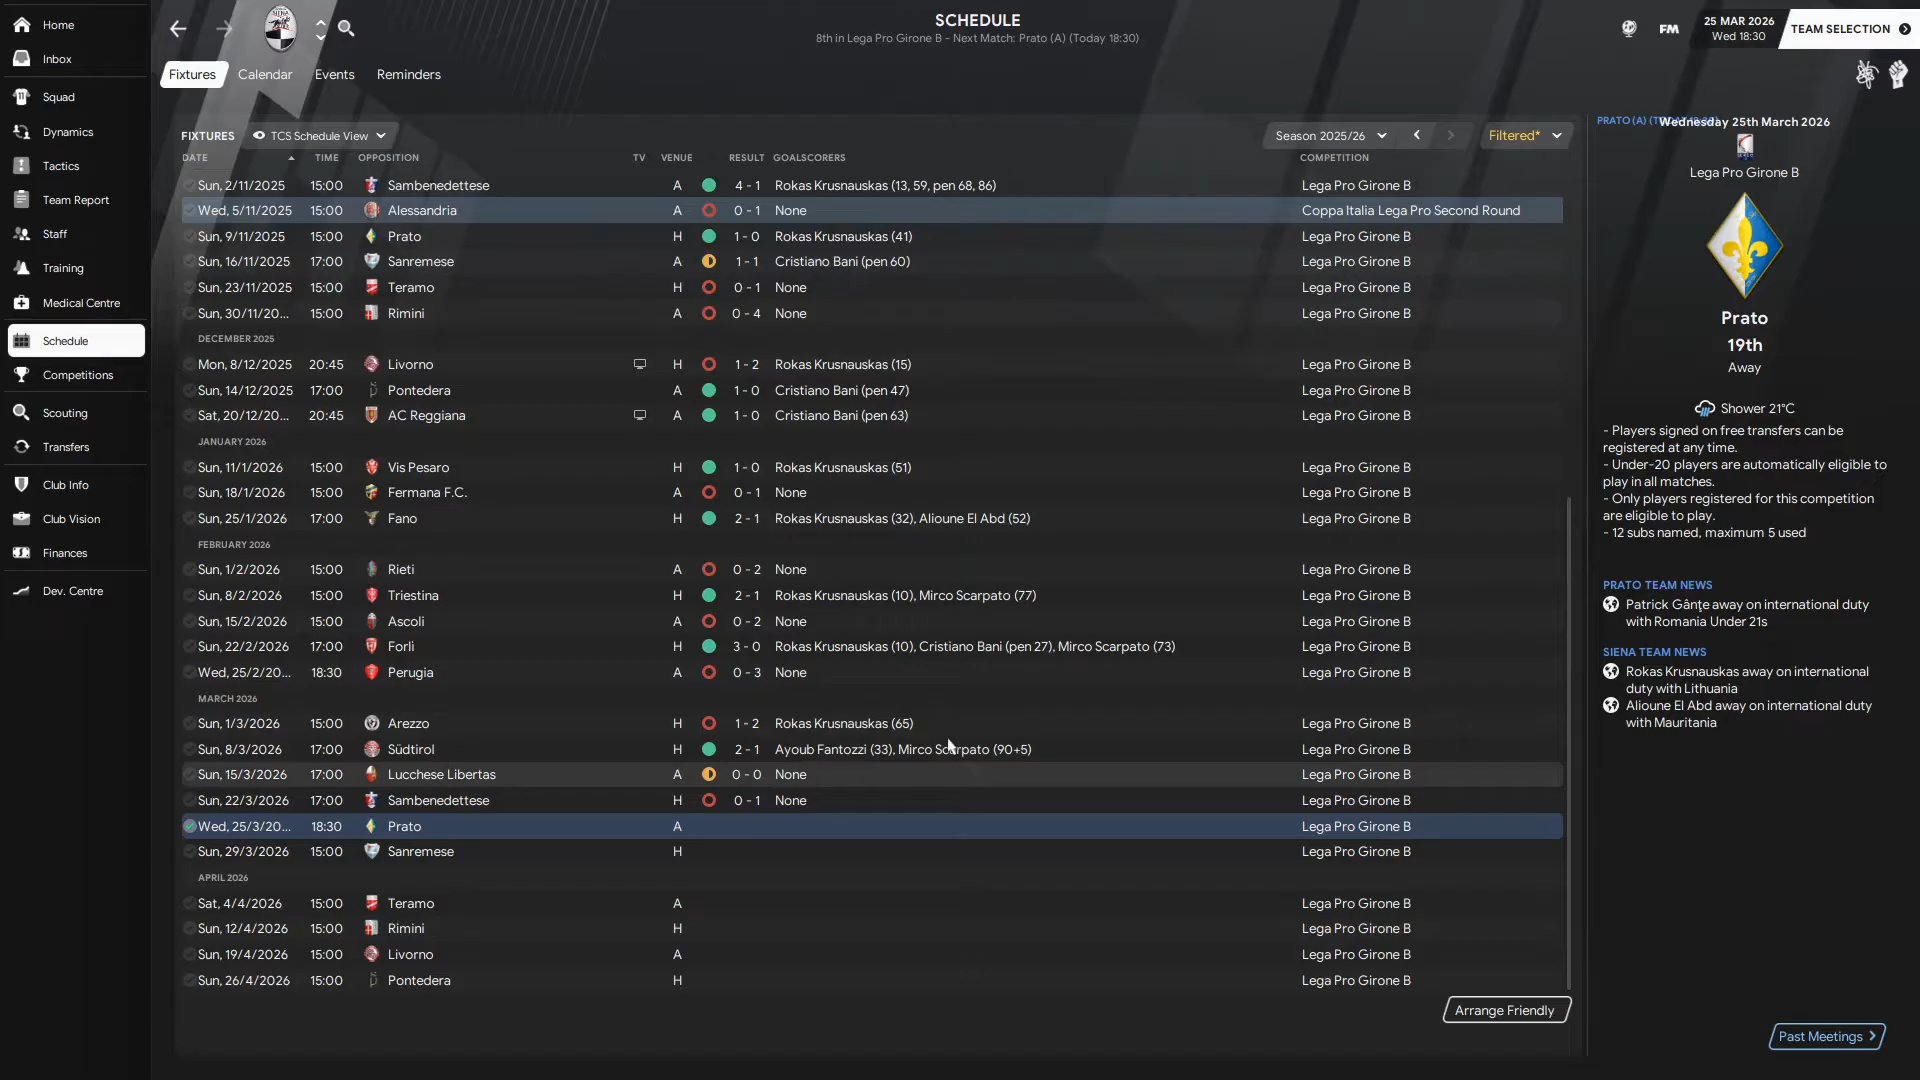 Home
Inbox
Squad
Dynamics
Tactics
Team Report
Staff
Training
Medical Centre
Schedule
Competitions
Scouting
Transfers
Club Info
Club Vision
Finances
Dev. Centre
SIENA
SCHEDULE
8th in Lega Pro Girone B - Next Match: Prato (A) (Today 18:30)
FM
25 MAR 2026
Wed 18:30
TEAM SELECTION
Fixtures Calendar Events Reminders
FIXTURES TCS Schedule View Season 2025/26 Filtered*
DATE TIME OPPOSITION TV VENUE RESULT GOALSCORERS COMPETITION
Sun, 2/11/2025 15:00 Sambenedettese A 4 - 1 Rokas Krusnauskas (13, 59, pen 68, 86) Lega Pro Girone B
Wed, 5/11/2025 15:00 Alessandria A 0 - 1 None Coppa Italia Lega Pro Second Round
Sun, 9/11/2025 15:00 Prato H 1 - 0 Rokas Krusnauskas (41) Lega Pro Girone B
Sun, 16/11/2025 17:00 Sanremese A 1 - 1 Cristiano Bani (pen 60) Lega Pro Girone B
Sun, 23/11/2025 15:00 Teramo H 0 - 1 None Lega Pro Girone B
Sun, 30/11/20... 15:00 Rimini A 0 - 4 None Lega Pro Girone B
DECEMBER 2025
Mon, 8/12/2025 20:45 Livorno H 1 - 2 Rokas Krusnauskas (15) Lega Pro Girone B
Sun, 14/12/2025 17:00 Pontedera A 1 - 0 Cristiano Bani (pen 47) Lega Pro Girone B
Sat, 20/12/20... 20:45 AC Reggiana A 1 - 0 Cristiano Bani (pen 63) Lega Pro Girone B
JANUARY 2026
Sun, 11/1/2026 15:00 Vis Pesaro H 1 - 0 Rokas Krusnauskas (51) Lega Pro Girone B
Sun, 18/1/2026 15:00 Fermana F.C. A 0 - 1 None Lega Pro Girone B
Sun, 25/1/2026 17:00 Fano H 2 - 1 Rokas Krusnauskas (32), Alioune El Abd (52) Lega Pro Girone B
FEBRUARY 2026
Sun, 1/2/2026 15:00 Rieti A 0 - 2 None Lega Pro Girone B
Sun, 8/2/2026 15:00 Triestina H 2 - 1 Rokas Krusnauskas (10), Mirco Scarpato (77) Lega Pro Girone B
Sun, 15/2/2026 15:00 Ascoli A 0 - 2 None Lega Pro Girone B
Sun, 22/2/2026 17:00 Forlì H 3 - 0 Rokas Krusnauskas (10), Cristiano Bani (pen 27), Mirco Scarpato (73) Lega Pro Girone B
Wed, 25/2/20... 18:30 Perugia A 0 - 3 None Lega Pro Girone B
MARCH 2026
Sun, 1/3/2026 15:00 Arezzo H 1 - 2 Rokas Krusnauskas (65) Lega Pro Girone B
Sun, 8/3/2026 17:00 Südtirol H 2 - 1 Ayoub Fantozzi (33), Mirco Scarpato (90+5) Lega Pro Girone B
Sun, 15/3/2026 17:00 Lucchese Libertas A 0 - 0 None Lega Pro Girone B
Sun, 22/3/2026 17:00 Sambenedettese H 0 - 1 None Lega Pro Girone B
Wed, 25/3/20... 18:30 Prato A Lega Pro Girone B
Sun, 29/3/2026 15:00 Sanremese H Lega Pro Girone B
APRIL 2026
Sat, 4/4/2026 15:00 Teramo A Lega Pro Girone B
Sun, 12/4/2026 15:00 Rimini H Lega Pro Girone B
Sun, 19/4/2026 15:00 Livorno A Lega Pro Girone B
Sun, 26/4/2026 15:00 Pontedera H Lega Pro Girone B
Arrange Friendly
PRATO (A)
Wednesday 25th March 2026
Lega Pro Girone B
Prato
19th
Away
Shower 21°C
- Players signed on free transfers can be
registered at any time.
- Under-20 players are automatically eligible to
play in all matches.
- Only players registered for this competition
are eligible to play.
- 12 subs named, maximum 5 used
PRATO TEAM NEWS
Patrick Gânţe away on international duty
with Romania Under 21s
SIENA TEAM NEWS
Rokas Krusnauskas away on international
duty with Lithuania
Alioune El Abd away on international duty
with Mauritania
Past Meetings